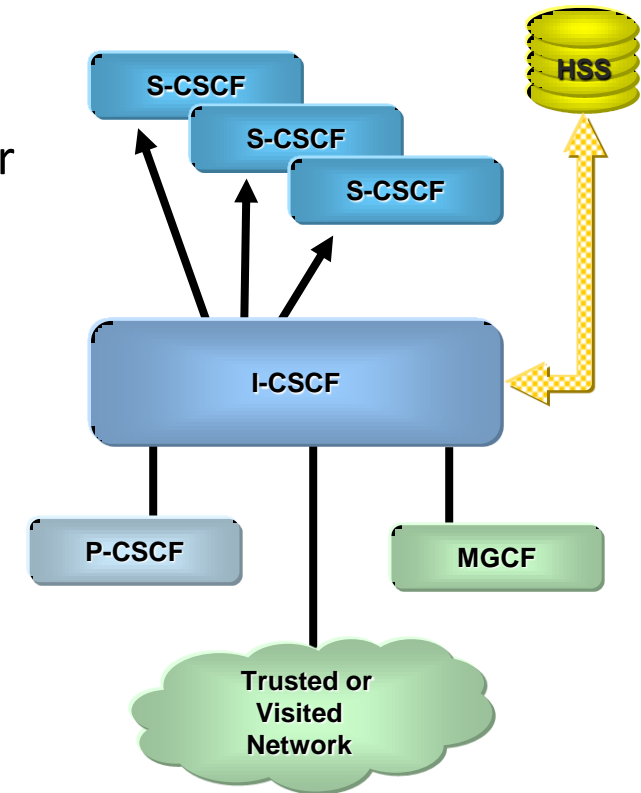 HSS
S-CSCF
S-CSCF
r
S-CSCF
I-CSCF
P-CSCF
MGCF
Trusted or
Visited
Network